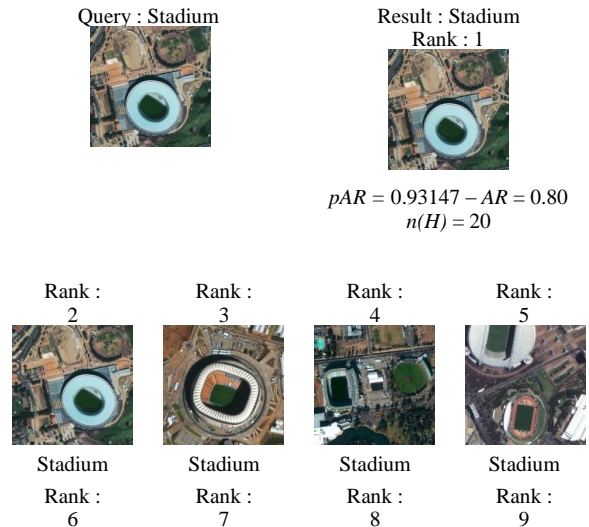 Query : Stadium
Result : Stadium
Rank : 1
pAR = 0.93147 – AR = 0.80
n(H) = 20
Rank :
2
Rank :
3
Rank :
4
Rank :
5
Stadium
Stadium
Stadium
Stadium
Rank :
6
Rank :
7
Rank :
8
Rank :
9